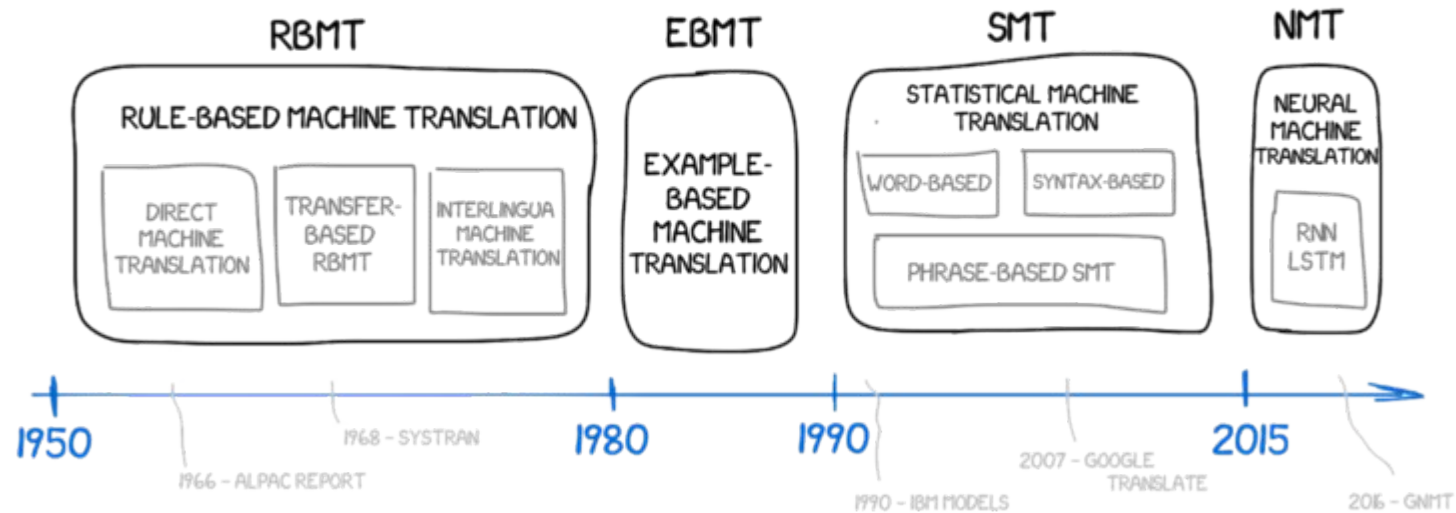 RBMT
EBMT
SMT
NMT
RULE-BASED MACHINE TRANSLATION
DIRECT
MACHINE
TRANSLATION
TRANSFER-
BASED
RBMT
INTERLINGUA
MACHINE
TRANSLATION
EXAMPLE-
BASED
MACHINE
TRANSLATION
STATISTICAL MACHINE
TRANSLATION
WORD-BASED
SYNTAX-BASED
PHRASE-BASED SMT
NEURAL
MACHINE
TRANSLATION
RNN
LSTM
1950
1980
1990
2015
1966 - ALPAC REPORT
1968 - SYSTRAN
1990 - IBM MODELS
2007 - GOOGLE
TRANSLATE
2016 - GNMT